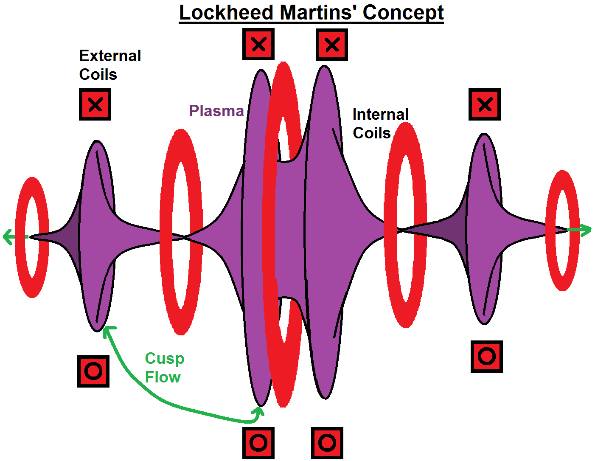 Lockheed Martins' Concept
External
Coils
Plasma
Internal
Coils
Cusp
Flow